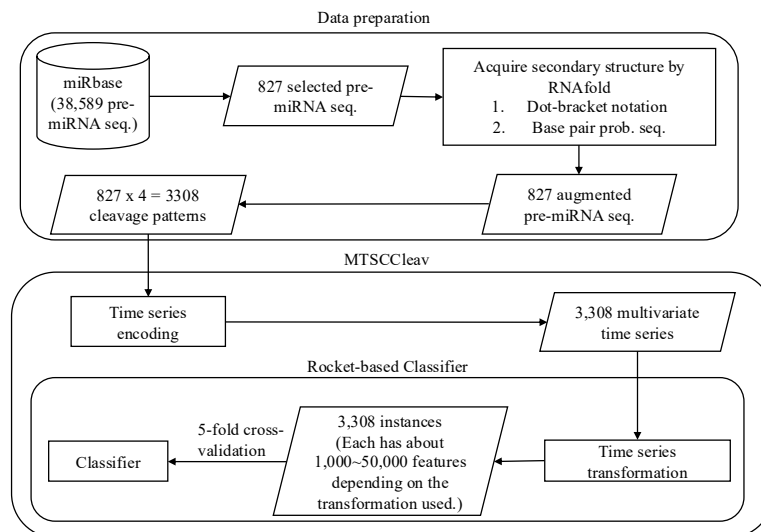 Data preparation
miRbase
(38,589 pre-
miRNA seq.)
827 selected pre-
miRNA seq.
Acquire secondary structure by
RNAfold
1. Dot-bracket notation
2. Base pair prob. seq.
827 x 4 = 3308
cleavage patterns
827 augmented
pre-miRNA seq.
MTSCCleav
Time series
encoding
3,308 multivariate
time series
Rocket-based Classifier
Classifier
5-fold cross-
validation
3,308 instances
(Each has about
1,000~50,000 features
depending on the
transformation used.)
Time series
transformation